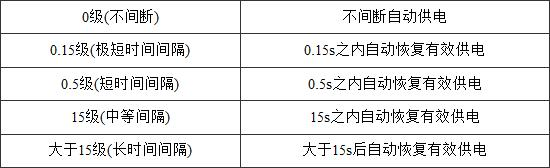 0级(不间断) 不间断自动供电
0.15级(极短时间间隔) 0.15s之内自动恢复有效供电
0.5级(短时间间隔) 0.5s之内自动恢复有效供电
15级(中等间隔) 15s之内自动恢复有效供电
大于15级(长时间间隔) 大于15s后自动恢复有效供电